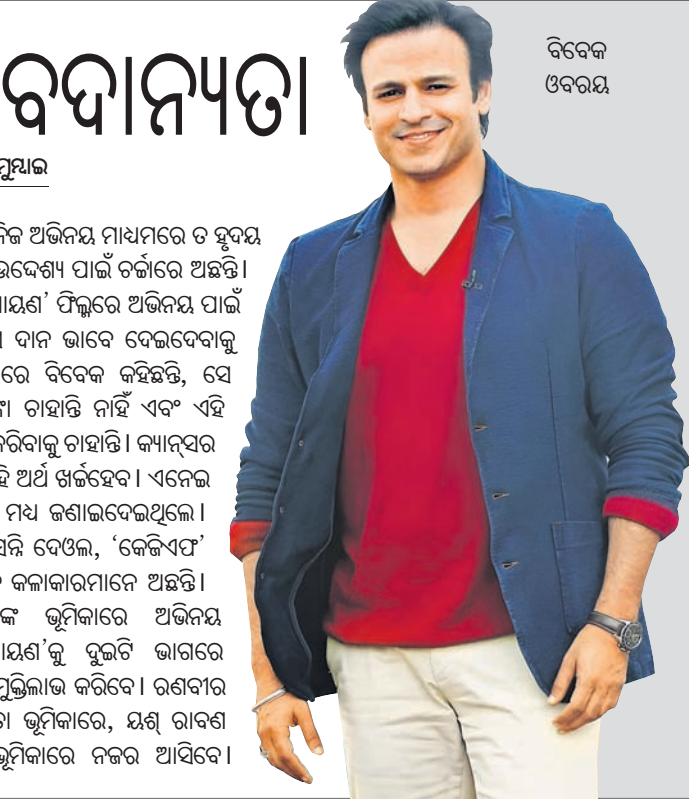 ବଦାନ୍ୟତା
ବିବେକ
ଓବରୟ
ମୁମ୍ବାଇ
ନିଜ ଅଭିନୟ ମାଧ୍ୟମରେ ତ ହୃଦୟ
ଉଦ୍ଦେଶ୍ୟ ପାଇଁ ଚର୍ଚ୍ଚାରେ ଅଛନ୍ତି।
ାୟଣ’ ଫିଲ୍ମରେ ଅଭିନୟ ପାଇଁ
ଦାନ ଭାବେ ଦେଇଦେବାକୁ
ରେ ବିବେକ କହିଛନ୍ତି, ସେ
ଚାହାନ୍ତି ନାହିଁ ଏବଂ ଏହି
କରିବାକୁ ଚାହାନ୍ତି। କ୍ୟାନ୍‌ସର
ହି ଅର୍ଥ ଖର୍ଚ୍ଚହେବ। ଏନେଇ
ମଧ୍ୟ ଜଣାଇଦେଇଥିଲେ।
ସନ୍ନି ଦେଓଲ, ‘କେଜିଏଫ’
କଳାକାରମାନେ ଅଛନ୍ତି।
ଙ୍କ ଭୂମିକାରେ ଅଭିନୟ
ାୟଣ’କୁ ଦୁଇଟି ଭାଗରେ
ମୁକ୍ତିଲାଭ କରିବେ। ରଣବୀର
ତା ଭୂମିକାରେ, ୟଶ୍ ରାବଣ
ଭୂମିକାରେ ନଜର ଆସିବେ।